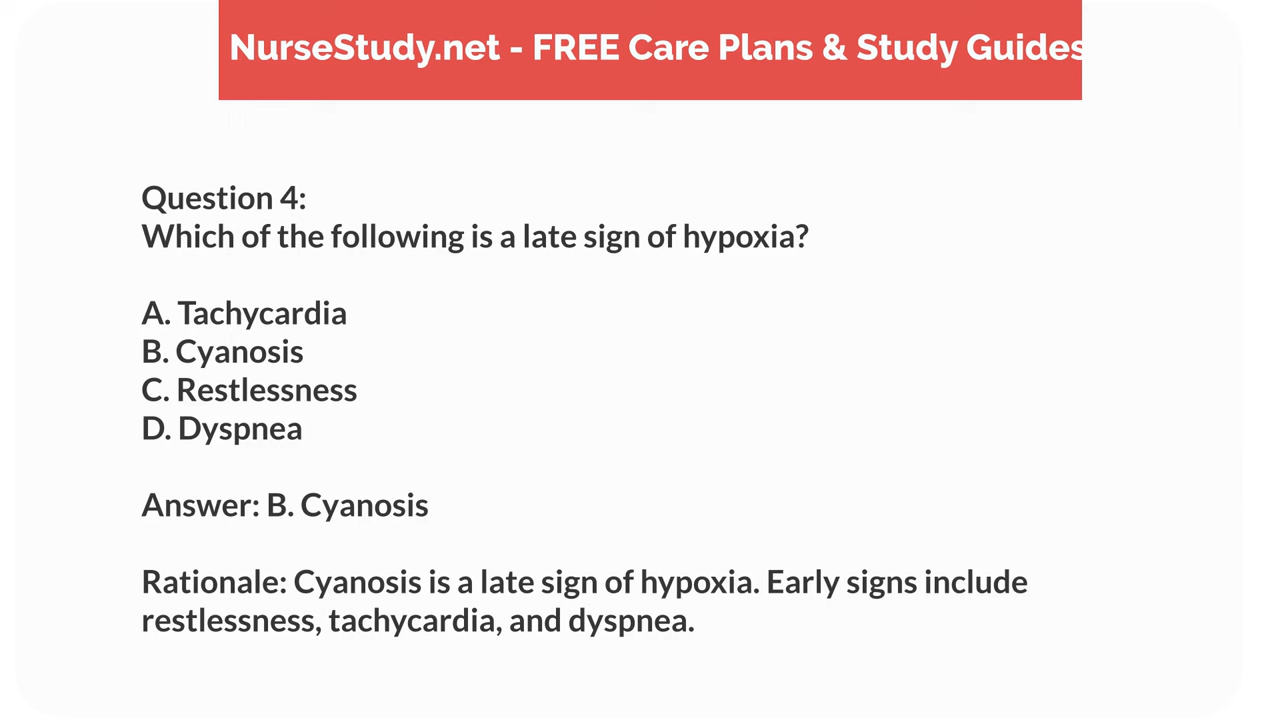 NurseStudy.net - FREE Care Plans & Study Guides
Question 4:
Which of the following is a late sign of hypoxia?
A. Tachycardia
B. Cyanosis
C. Restlessness
D. Dyspnea
Answer: B. Cyanosis
Rationale: Cyanosis is a late sign of hypoxia. Early signs include
restlessness, tachycardia, and dyspnea.